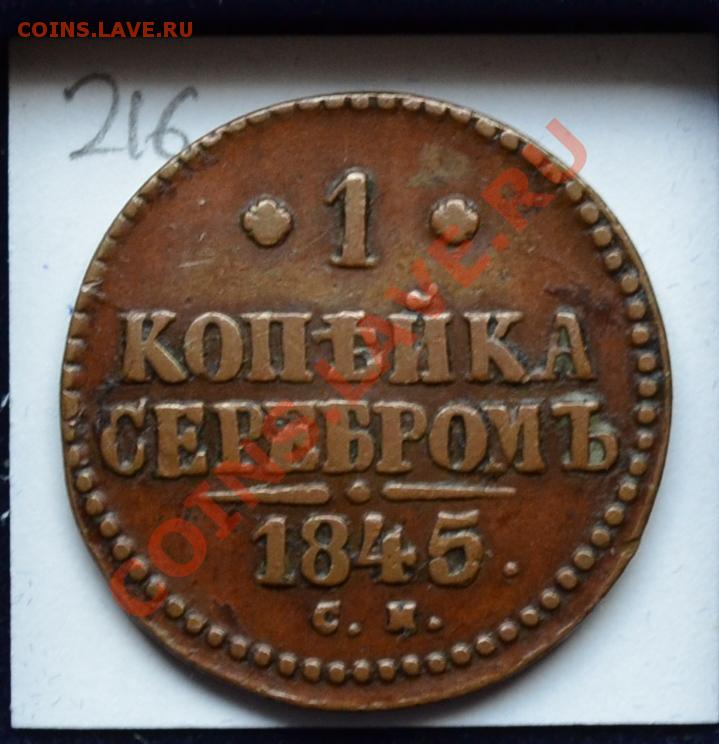 COINS.LAVE.RU
216
COINS.LAVE.RU
1
КОПѢЙКА
СЕРЕБРОМЪ
1845.
С. М.